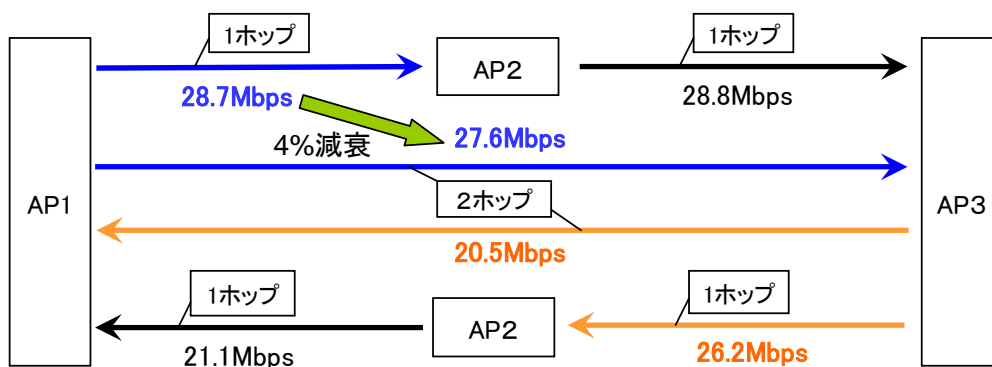 1ホップ
1ホップ
AP2
28.7Mbps
28.8Mbps
4%減衰
27.6Mbps
AP1
2ホップ
AP3
20.5Mbps
1ホップ
1ホップ
AP2
21.1Mbps
26.2Mbps